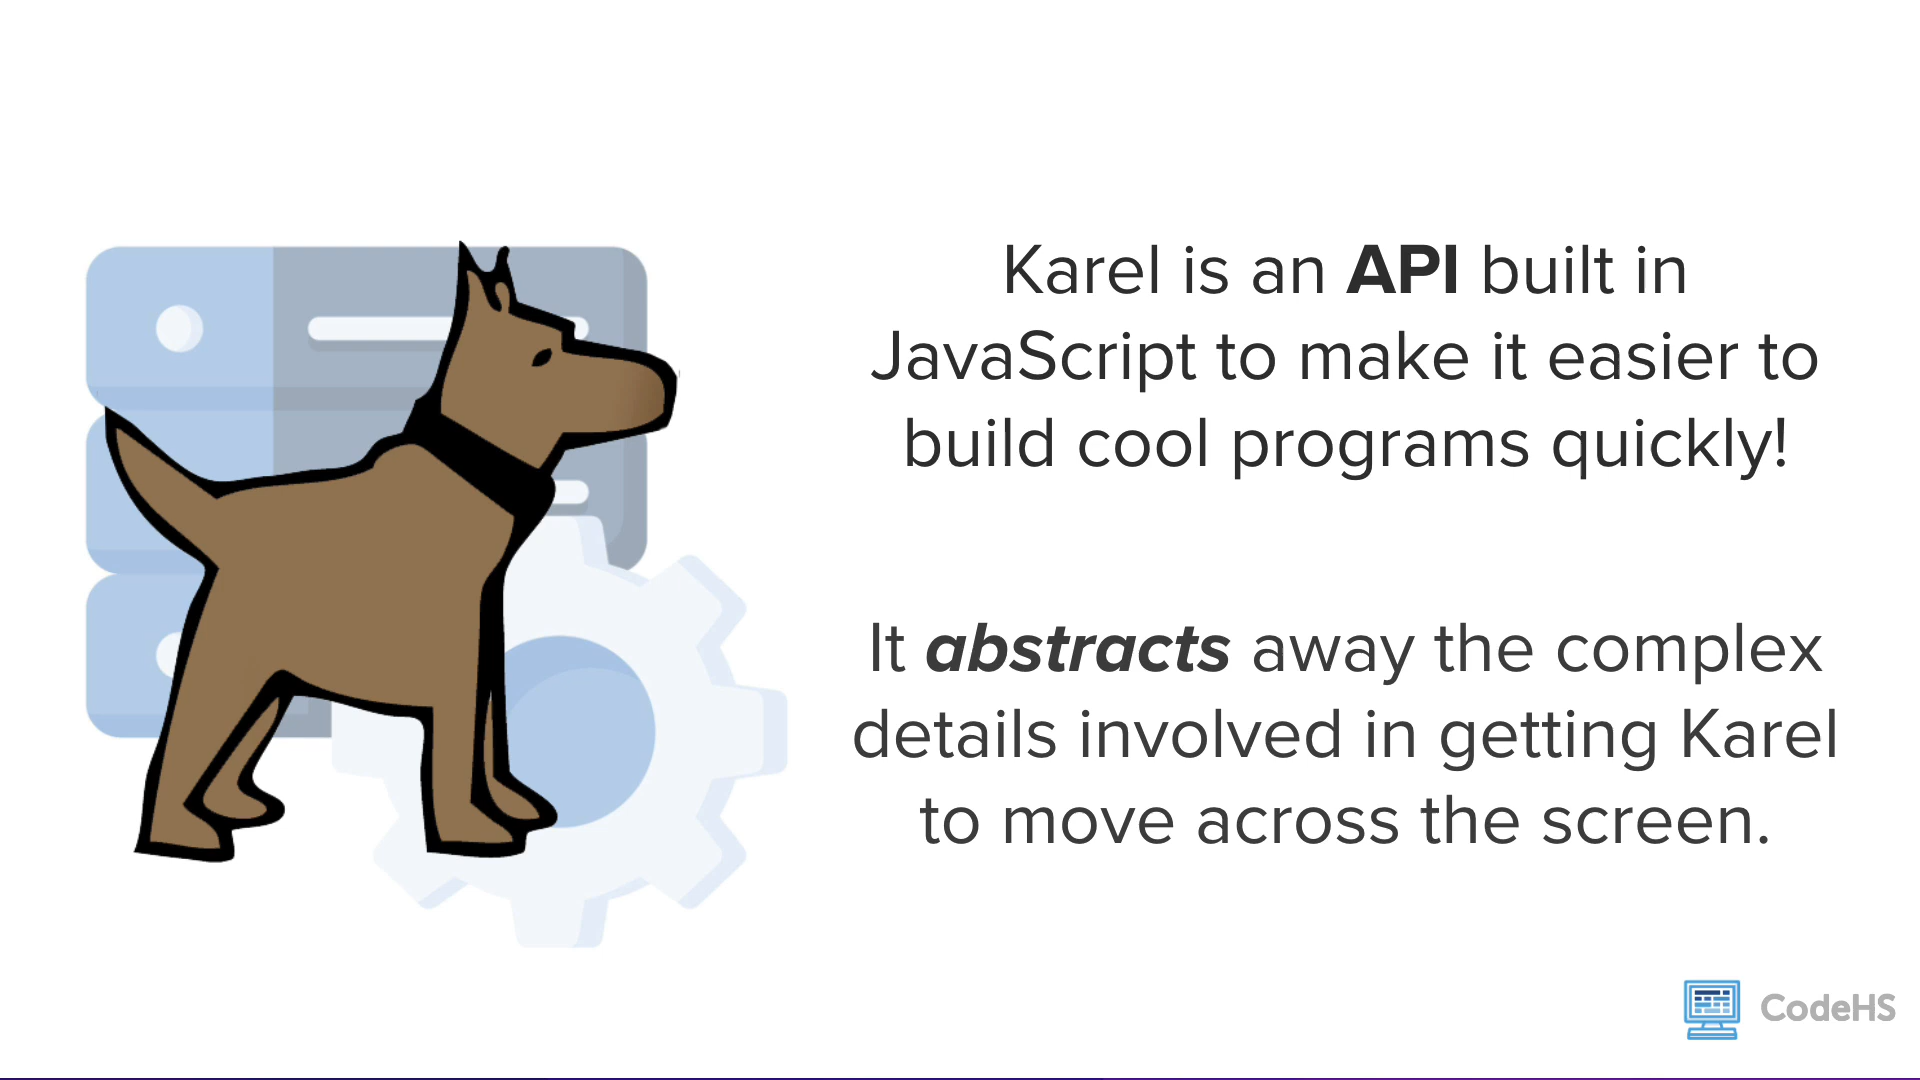 Karel is an API built in
JavaScript to make it easier to
build cool programs quickly!
It abstracts away the complex
details involved in getting Karel
to move across the screen.
CodeHS